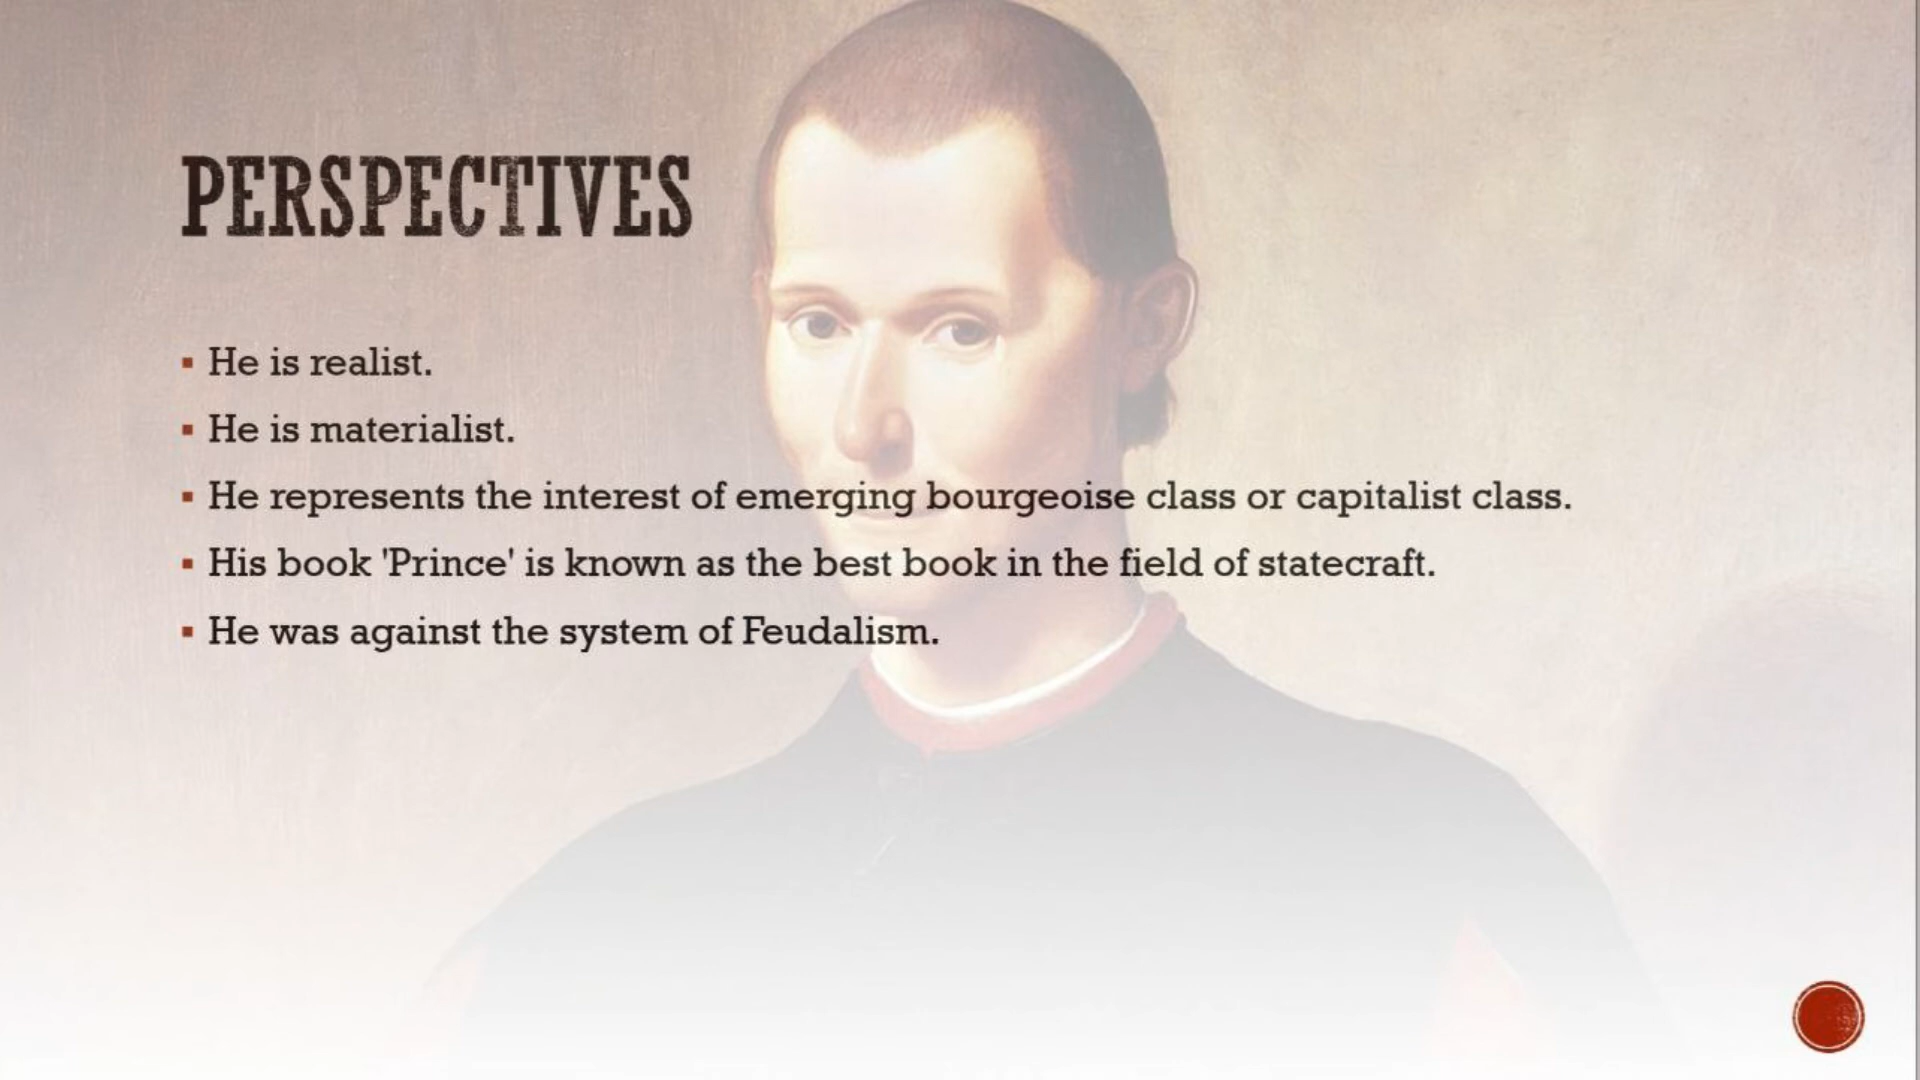 PERSPECTIVES
▪ He is realist.
▪ He is materialist.
▪ He represents the interest of emerging bourgeoise class or capitalist class.
▪ His book 'Prince' is known as the best book in the field of statecraft.
▪ He was against the system of Feudalism.